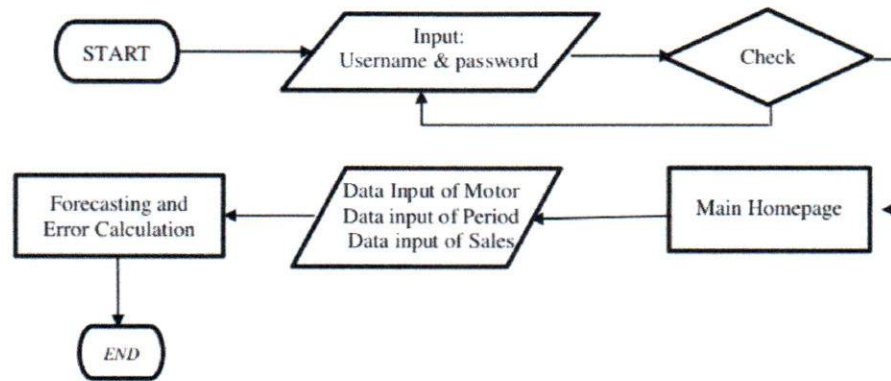 START
Input:
Username & password
Check
Main Homepage
Data Input of Motor
Data input of Period
Data input of Sales
Forecasting and
Error Calculation
END